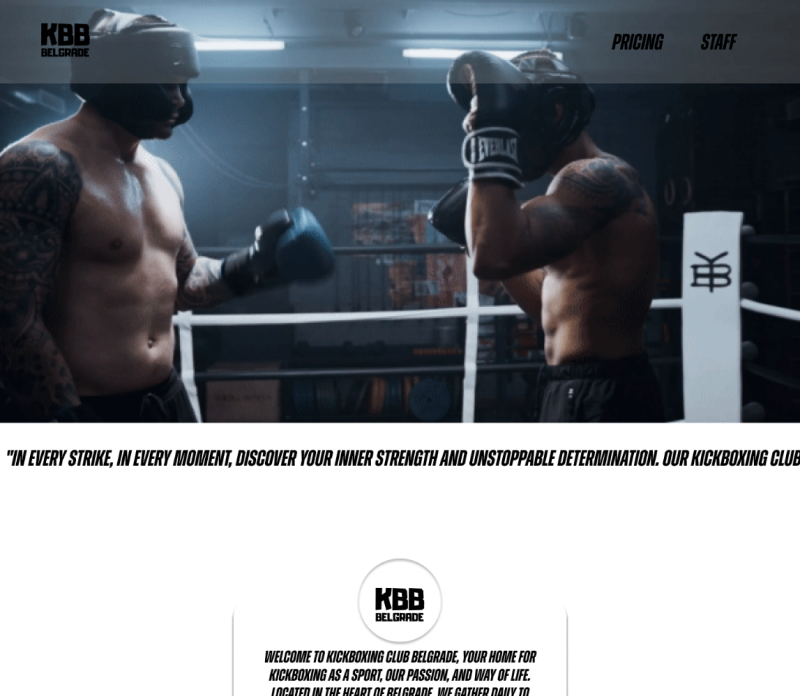 KBB
BELGRADE
PRICING STAFF
EVERLAST
"IN EVERY STRIKE, IN EVERY MOMENT, DISCOVER YOUR INNER STRENGTH AND UNSTOPPABLE DETERMINATION. OUR KICKBOXING CLUB
KBB
BELGRADE
WELCOME TO KICKBOXING CLUB BELGRADE, YOUR HOME FOR
KICKBOXING AS A SPORT, OUR PASSION, AND WAY OF LIFE.
LOCATED IN THE HEART OF BELGRADE, WE GATHER DAILY TO